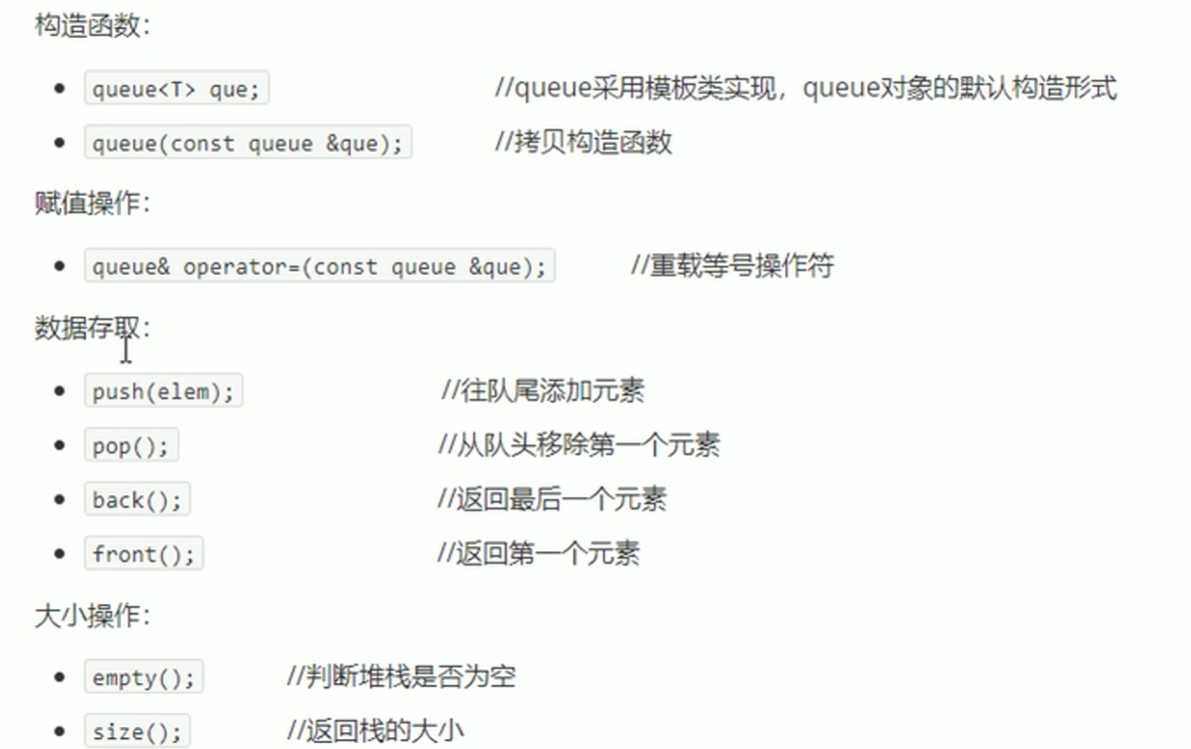 构造函数：
queue<T> que; //queue采用模板类实现，queue对象的默认构造形式
queue(const queue &que); //拷贝构造函数
赋值操作：
queue& operator=(const queue &que); //重载等号操作符
数据存取：
push(elem); //往队尾添加元素
pop(); //从队头移除第一个元素
back(); //返回最后一个元素
front(); //返回第一个元素
大小操作：
empty(); //判断堆栈是否为空
size(); //返回栈的大小